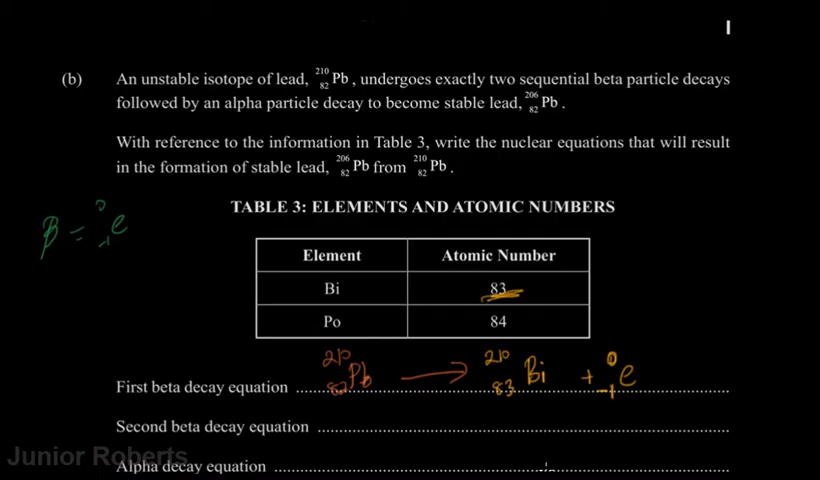 (b) An unstable isotope of lead, ²¹⁰₈₂Pb, undergoes exactly two sequential beta particle decays
followed by an alpha particle decay to become stable lead, ²⁰⁶₈₂Pb.
With reference to the information in Table 3, write the nuclear equations that will result
in the formation of stable lead, ²⁰⁶₈₂Pb from ²¹⁰₈₂Pb.
β = ⁰₋₁e
TABLE 3: ELEMENTS AND ATOMIC NUMBERS
Element Atomic Number
Bi 83
Po 84
First beta decay equation ²¹⁰₈₂Pb → ²¹⁰₈₃Bi + ⁰₋₁e
Second beta decay equation
Junior Roberts
Alpha decay equation